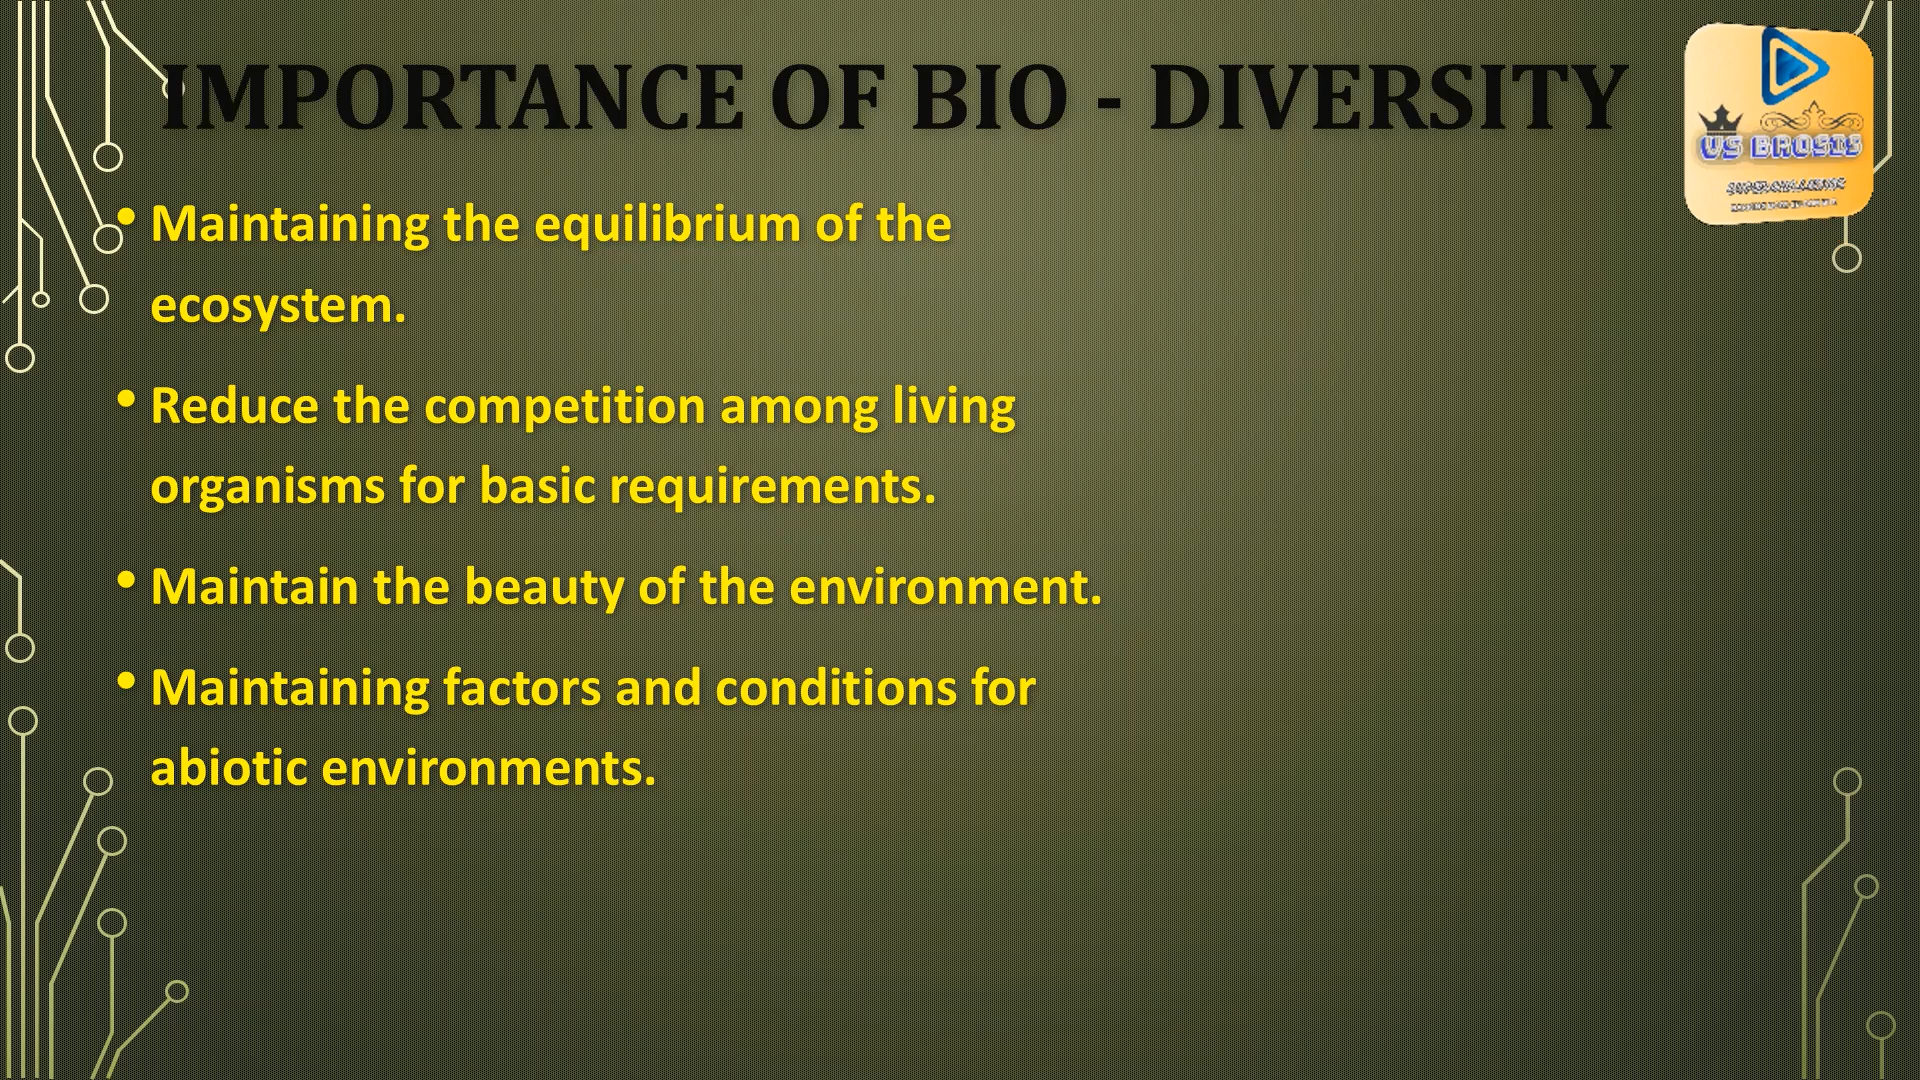 IMPORTANCE OF BIO - DIVERSITY
VS BROSIS
• Maintaining the equilibrium of the
ecosystem.
• Reduce the competition among living
organisms for basic requirements.
• Maintain the beauty of the environment.
• Maintaining factors and conditions for
abiotic environments.